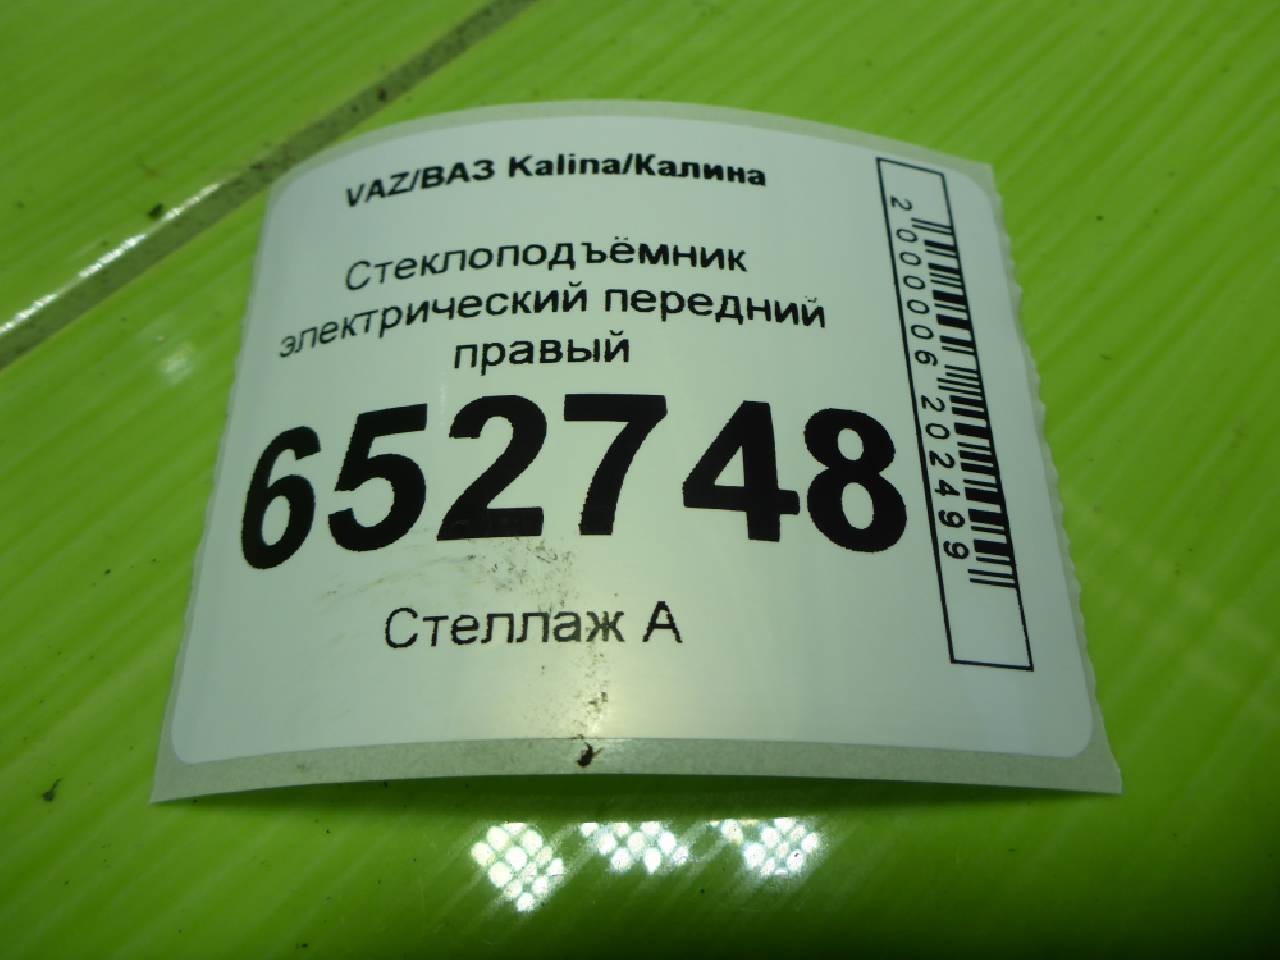 VAZ/ВАЗ Kalina/Калина
Стеклоподъёмник
электрический передний
правый
652748
Стеллаж А
2000006202499